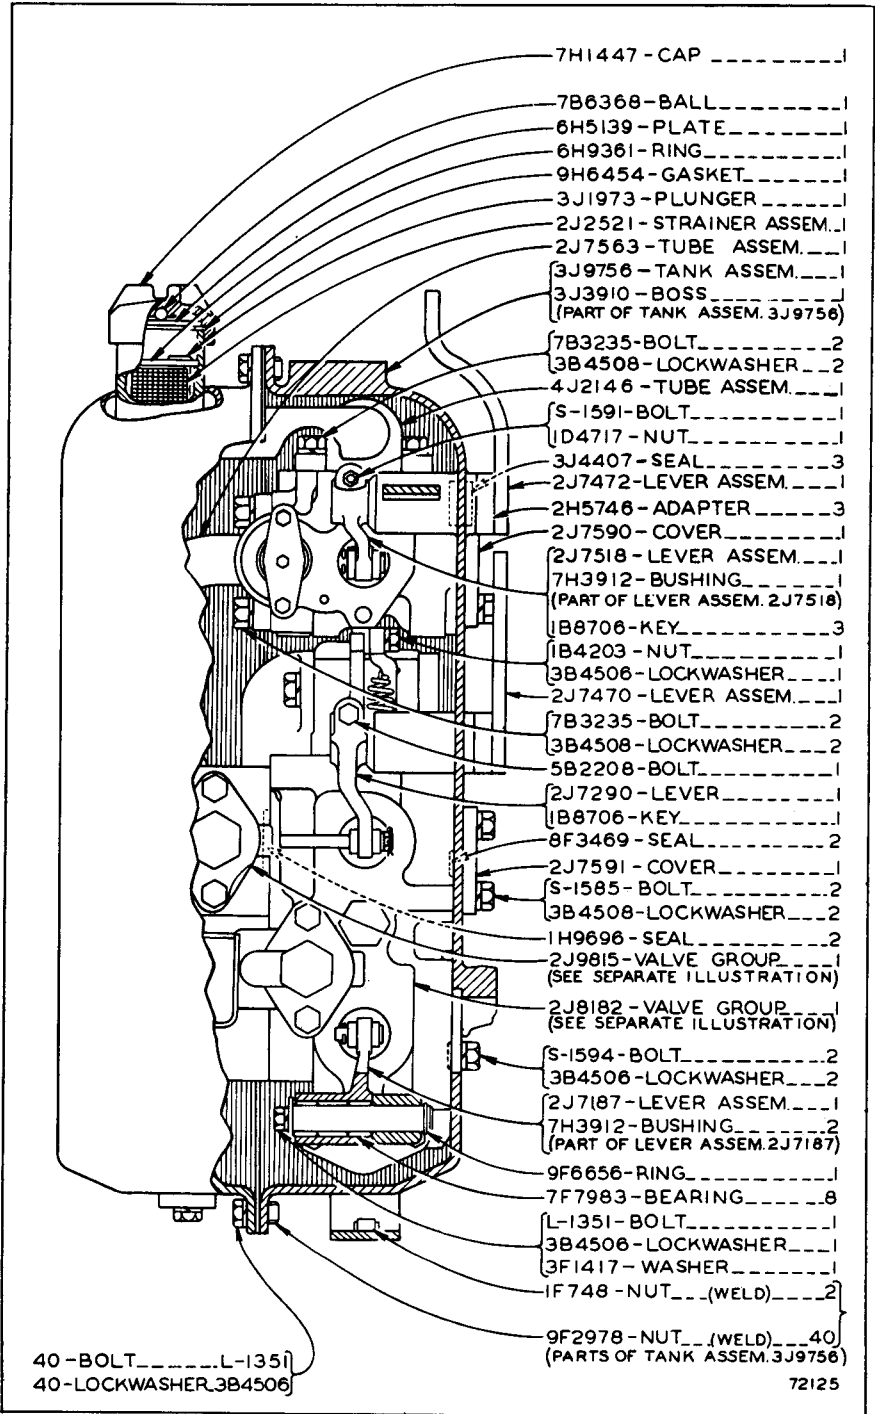 7H1447-CAP --------1
7B6368-BALL--------1
6H5139-PLATE-------1
6H9361-RING--------1
9H6454-GASKET------1
3J1973-PLUNGER-----1
2J2521-STRAINER ASSEM..1
2J7563-TUBE ASSEM.---1
3J9756-TANK ASSEM.---1
3J3910-BOSS--------1
(PART OF TANK ASSEM. 3J9756)
7B3235-BOLT--------2
3B4508-LOCKWASHER--2
4J2146-TUBE ASSEM.---1
S-1591-BOLT--------1
1D4717-NUT---------1
3J4407-SEAL--------3
2J7472-LEVER ASSEM.---1
2H5746-ADAPTER-----3
2J7590-COVER-------1
2J7518-LEVER ASSEM.---1
7H3912-BUSHING-----1
(PART OF LEVER ASSEM. 2J7518)
1B8706-KEY---------3
1B4203-NUT---------1
3B4506-LOCKWASHER---1
2J7470-LEVER ASSEM.--1
7B3235-BOLT--------2
3B4508-LOCKWASHER---2
5B2208-BOLT--------1
2J7290-LEVER-------1
1B8706-KEY---------1
8F3469-SEAL--------2
2J7591-COVER-------1
S-1585-BOLT--------2
3B4508-LOCKWASHER---2
1H9696-SEAL--------2
2J9815-VALVE GROUP----1
(SEE SEPARATE ILLUSTRATION)
2J8182-VALVE GROUP----1
(SEE SEPARATE ILLUSTRATION)
S-1594-BOLT--------2
3B4506-LOCKWASHER---2
2J7187-LEVER ASSEM.---1
7H3912-BUSHING-----2
(PART OF LEVER ASSEM. 2J7187)
9F6656-RING--------1
7F7983-BEARING-----8
L-1351-BOLT--------1
3B4506-LOCKWASHER---1
3F1417-WASHER------1
1F748-NUT---(WELD)----2
9F2978-NUT--(WELD)---40
(PARTS OF TANK ASSEM. 3J9756)
40-BOLT-------L-1351
40-LOCKWASHER-3B4506
72125